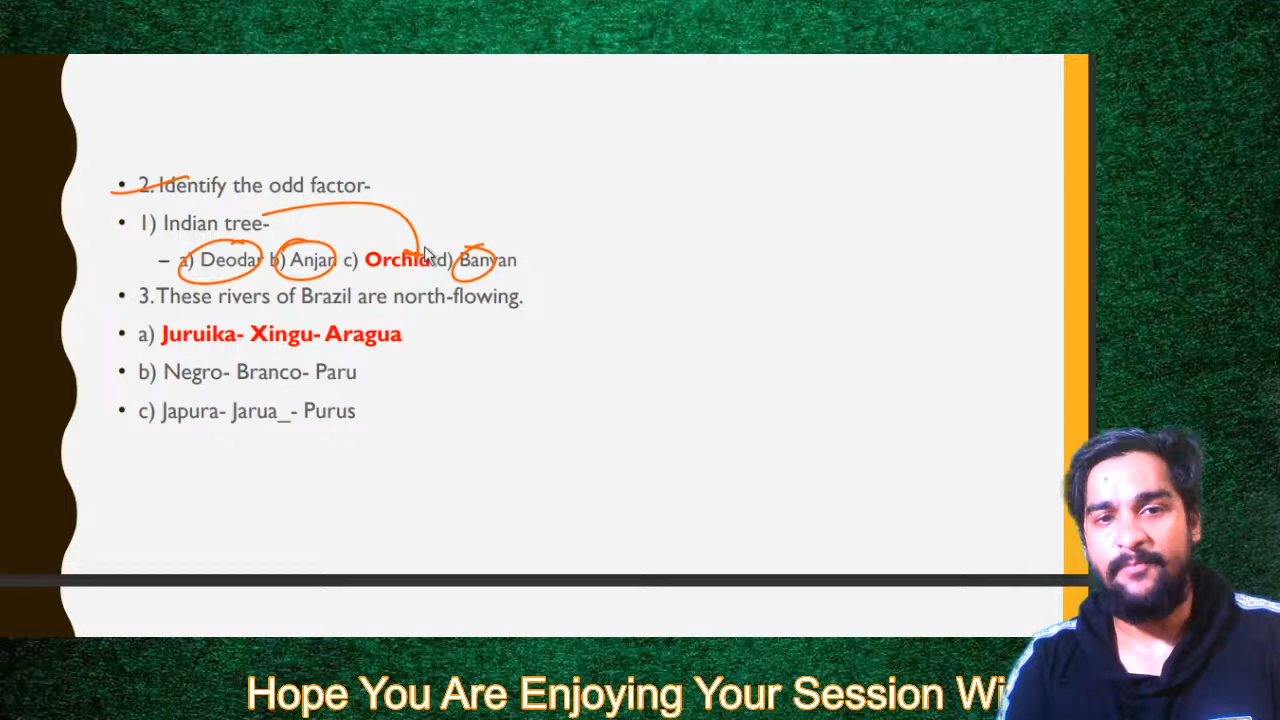 • 2. Identify the odd factor-
• 1) Indian tree-
– a) Deodar b) Anjan c) Orchid d) Banyan
• 3. These rivers of Brazil are north-flowing.
• a) Juruika- Xingu- Aragua
• b) Negro- Branco- Paru
• c) Japura- Jarua_- Purus
Hope You Are Enjoying Your Session Wi